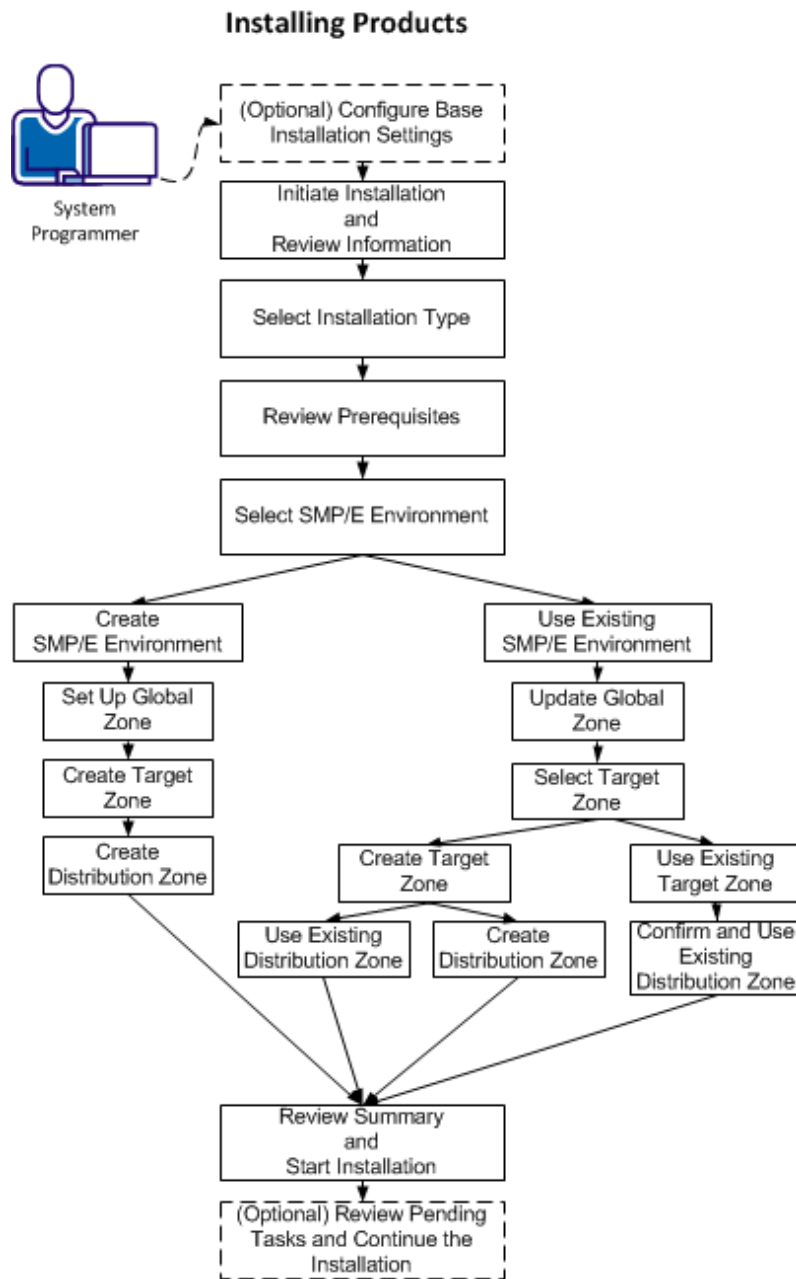 Installing Products
System
Programmer
(Optional) Configure Base
Installation Settings
Initiate Installation
and
Review Information
Select Installation Type
Review Prerequisites
Select SMP/E Environment
Create
SMP/E Environment
Set Up Global
Zone
Create Target
Zone
Create
Distribution Zone
Use Existing
SMP/E Environment
Update Global
Zone
Select Target
Zone
Create Target
Zone
Use Existing
Distribution Zone
Create
Distribution Zone
Use Existing
Target Zone
Confirm and Use
Existing
Distribution Zone
Review Summary
and
Start Installation
(Optional) Review Pending
Tasks and Continue the
Installation